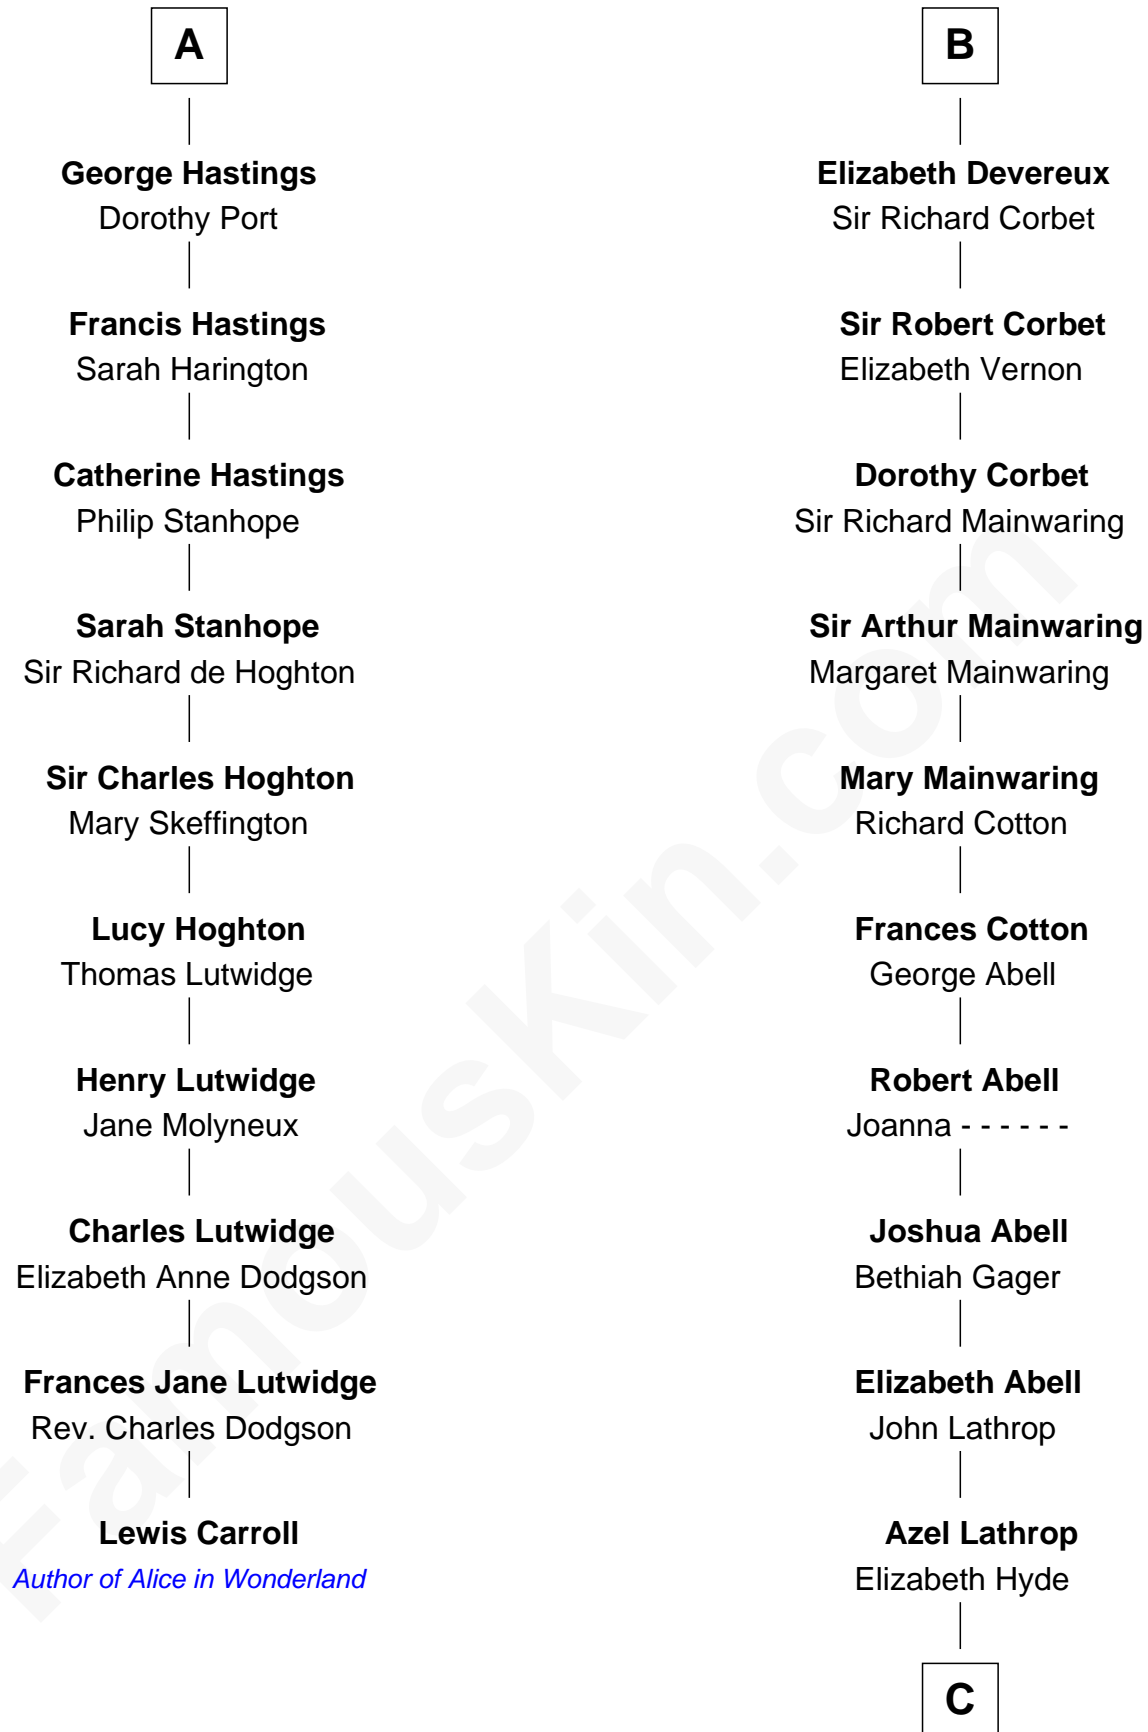 A
George Hastings
Dorothy Port
Francis Hastings
Sarah Harington
Catherine Hastings
Philip Stanhope
Sarah Stanhope
Sir Richard de Hoghton
Sir Charles Hoghton
Mary Skeffington
Lucy Hoghton
Thomas Lutwidge
Henry Lutwidge
Jane Molyneux
Charles Lutwidge
Elizabeth Anne Dodgson
Frances Jane Lutwidge
Rev. Charles Dodgson
Lewis Carroll
Author of Alice in Wonderland
B
Elizabeth Devereux
Sir Richard Corbet
Sir Robert Corbet
Elizabeth Vernon
Dorothy Corbet
Sir Richard Mainwaring
Sir Arthur Mainwaring
Margaret Mainwaring
Mary Mainwaring
Richard Cotton
Frances Cotton
George Abell
Robert Abell
Joanna - - - - - -
Joshua Abell
Bethiah Gager
Elizabeth Abell
John Lathrop
Azel Lathrop
Elizabeth Hyde
C
FamousKin.com